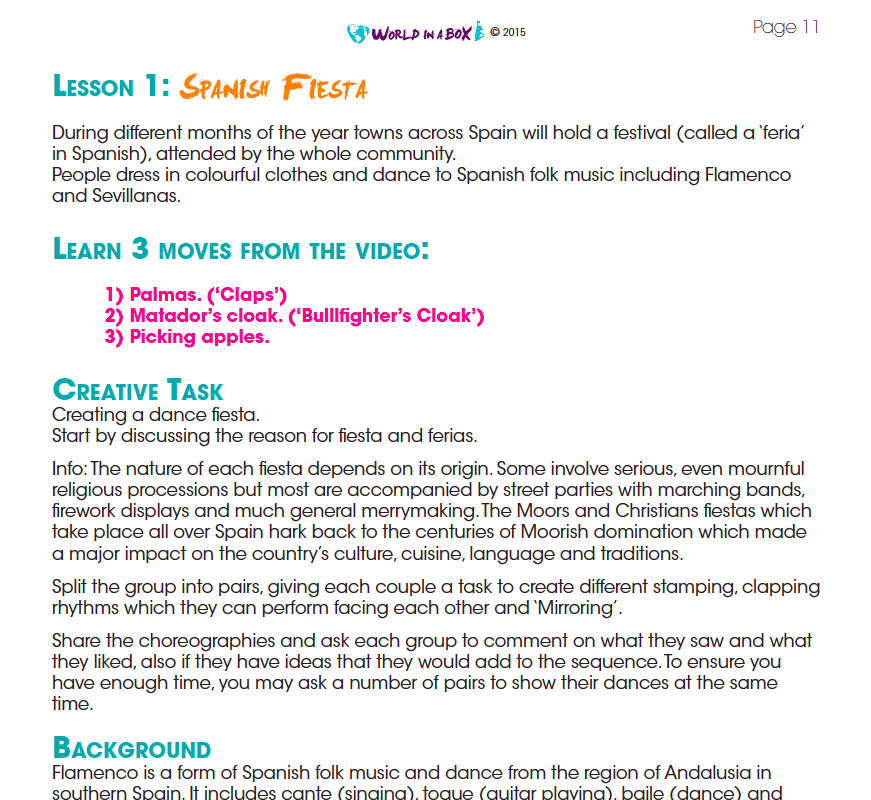 WORLD IN A BOX © 2015
Page 11
LESSON 1: SPANISH FIESTA
During different months of the year towns across Spain will hold a festival (called a ‘feria’
in Spanish), attended by the whole community.
People dress in colourful clothes and dance to Spanish folk music including Flamenco
and Sevillanas.
LEARN 3 MOVES FROM THE VIDEO:
1) Palmas. (‘Claps’)
2) Matador’s cloak. (‘Bulllfighter’s Cloak’)
3) Picking apples.
CREATIVE TASK
Creating a dance fiesta.
Start by discussing the reason for fiesta and ferias.
Info: The nature of each fiesta depends on its origin. Some involve serious, even mournful
religious processions but most are accompanied by street parties with marching bands,
firework displays and much general merrymaking. The Moors and Christians fiestas which
take place all over Spain hark back to the centuries of Moorish domination which made
a major impact on the country’s culture, cuisine, language and traditions.
Split the group into pairs, giving each couple a task to create different stamping, clapping
rhythms which they can perform facing each other and ‘Mirroring’.
Share the choreographies and ask each group to comment on what they saw and what
they liked, also if they have ideas that they would add to the sequence. To ensure you
have enough time, you may ask a number of pairs to show their dances at the same
time.
BACKGROUND
Flamenco is a form of Spanish folk music and dance from the region of Andalusia in
southern Spain. It includes cante (singing), toque (guitar playing), baile (dance) and